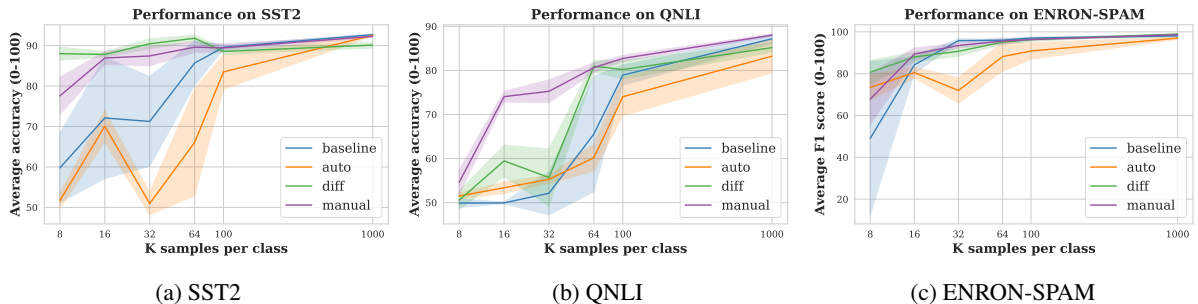 Performance on SST2
Average accuracy (0-100)
90
80
70
60
50
baseline
auto
diff
manual
8
16
32
64
100
1000
K samples per class
(a) SST2
Performance on QNLI
Average accuracy (0-100)
90
80
70
60
50
baseline
auto
diff
manual
8
16
32
64
100
1000
K samples per class
(b) QNLI
Performance on ENRON-SPAM
Average F1 score (0-100)
100
80
60
40
20
baseline
auto
diff
manual
8
16
32
64
100
1000
K samples per class
(c) ENRON-SPAM